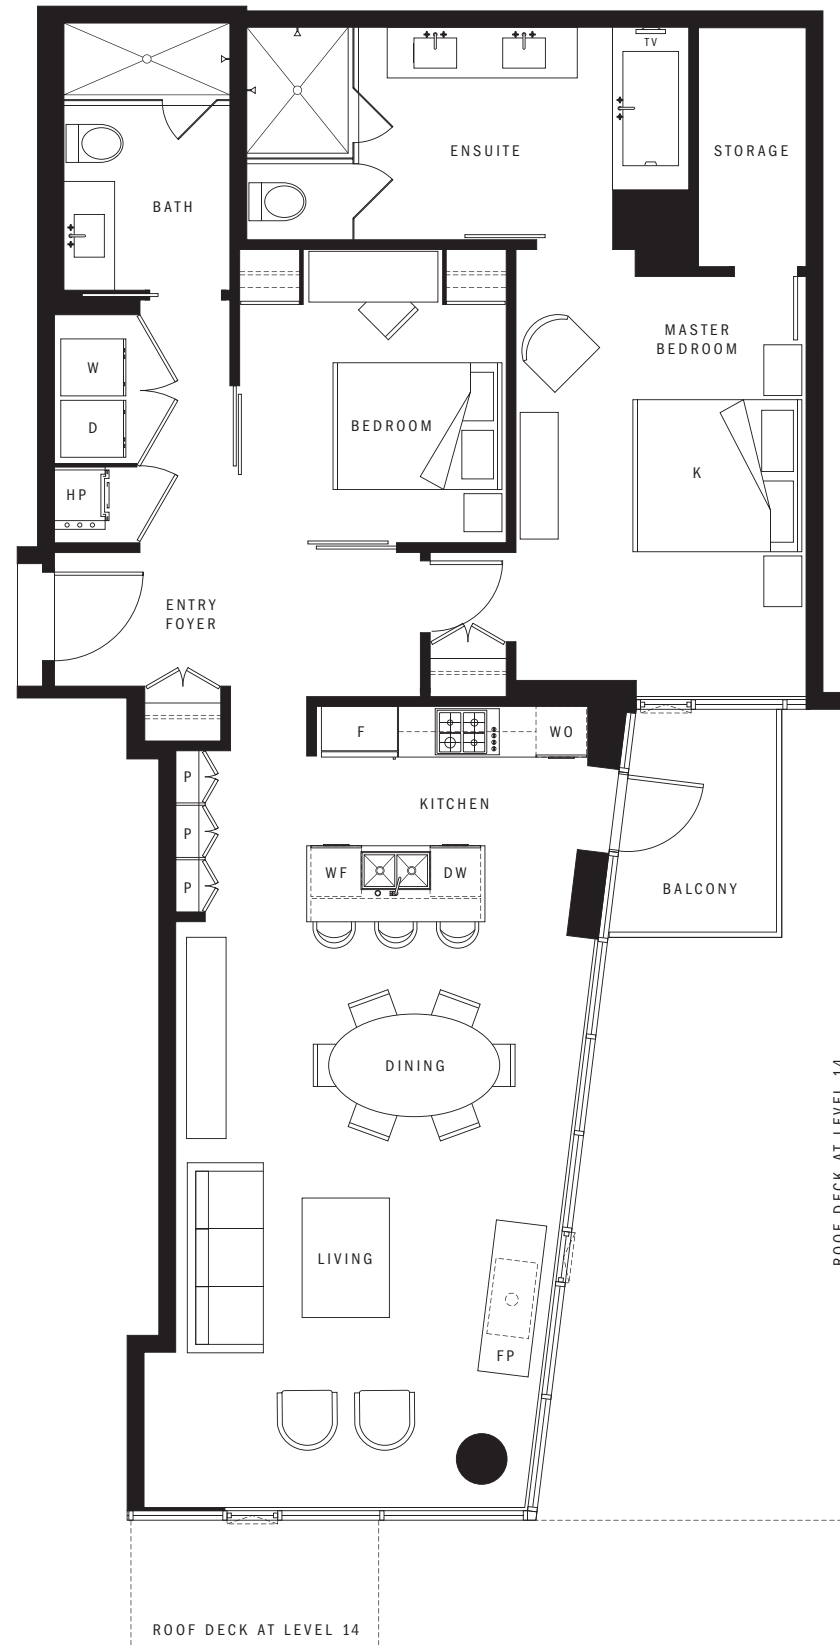 TV
ENSUITE
STORAGE
BATH
MASTER
BEDROOM
W
D
BEDROOM
K
HP
ENTRY
FOYER
F
WO
P
KITCHEN
P
WF
DW
P
BALCONY
DINING
ROOF DECK AT LEVEL 14
LIVING
FP
ROOF DECK AT LEVEL 14